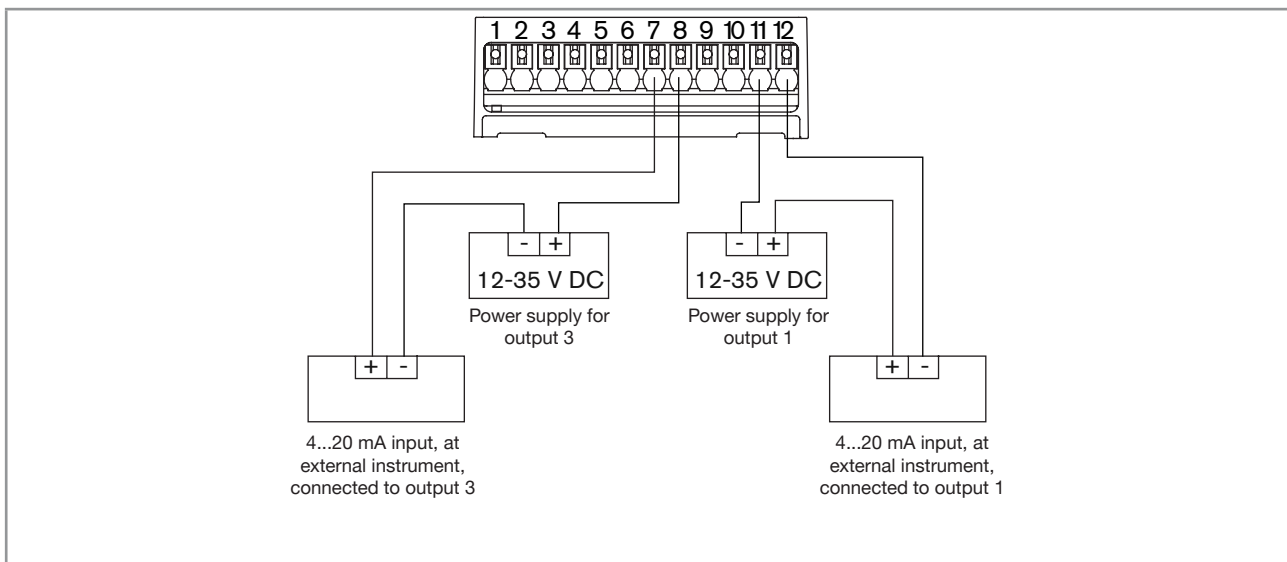 1 2 3 4 5 6 7 8 9 10 11 12
- +
12-35 V DC
Power supply for
output 3
- +
12-35 V DC
Power supply for
output 1
+ -
4...20 mA input, at
external instrument,
connected to output 3
+ -
4...20 mA input, at
external instrument,
connected to output 1